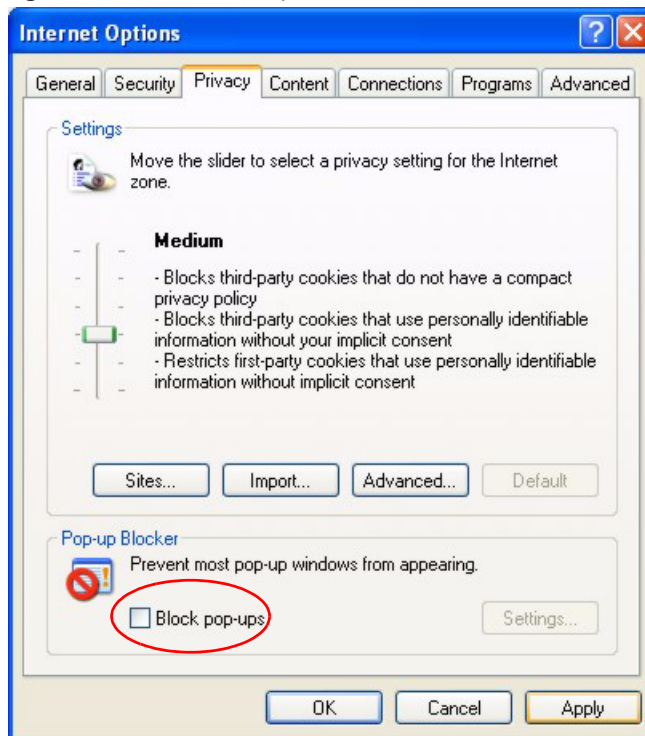 Internet Options
General Security Privacy Content Connections Programs Advanced
Settings
Move the slider to select a privacy setting for the Internet
zone.
Medium
- Blocks third-party cookies that do not have a compact
privacy policy
- Blocks third-party cookies that use personally identifiable
information without your implicit consent
- Restricts first-party cookies that use personally identifiable
information without implicit consent
Sites... Import... Advanced... Default
Pop-up Blocker
Prevent most pop-up windows from appearing.
Block pop-ups Settings...
OK Cancel Apply